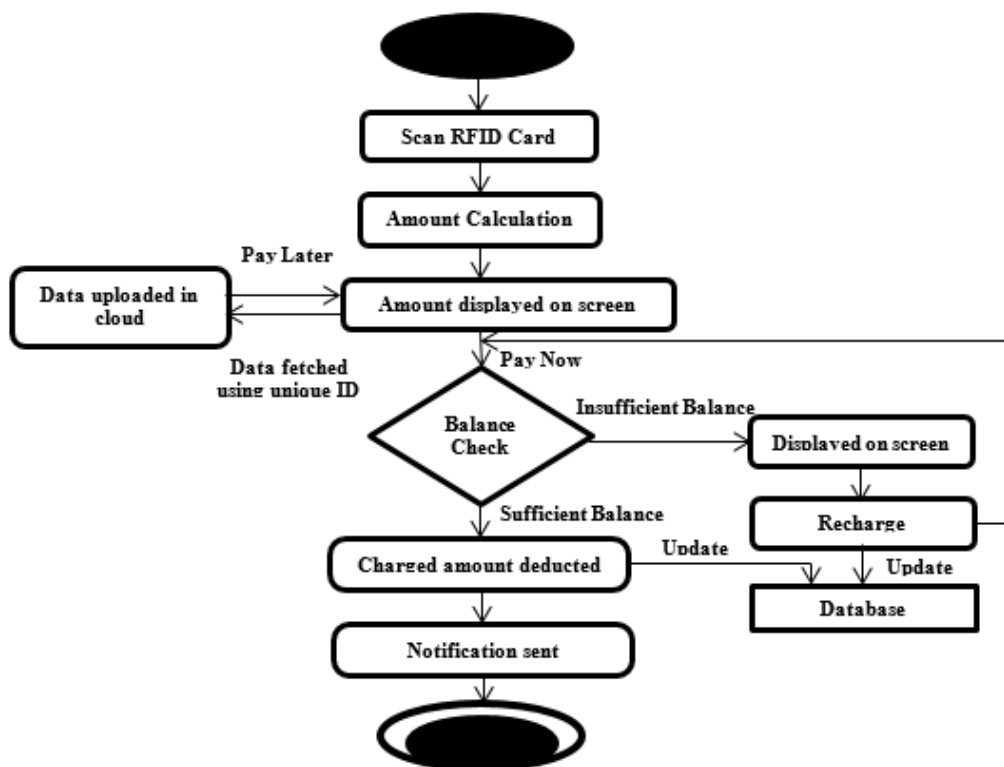 Scan RFID Card
Amount Calculation
Pay Later
Data uploaded in
cloud
Amount displayed on screen
Data fetched
using unique ID
Pay Now
Balance
Check
Insufficient Balance
Displayed on screen
Recharge
Sufficient Balance
Charged amount deducted
Update
Update
Database
Notification sent